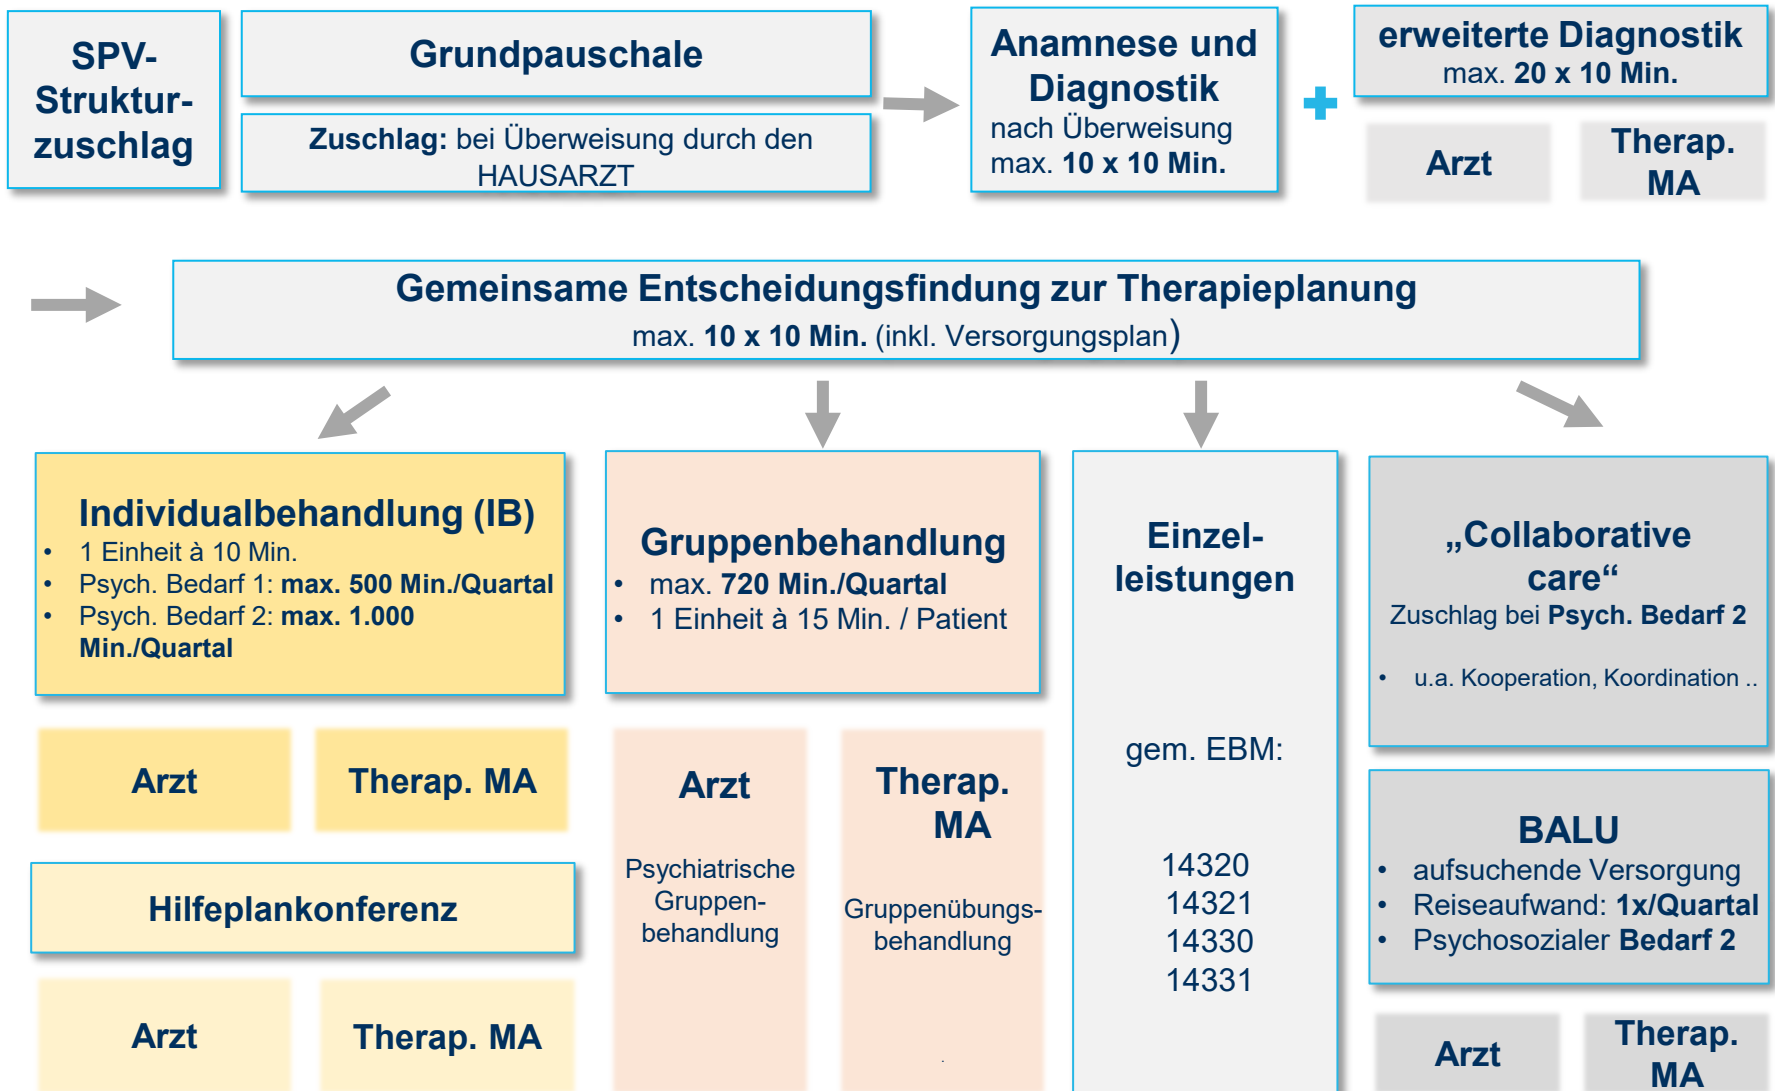 SPV-
Struktur-
zuschlag
Grundpauschale
Zuschlag: bei Überweisung durch den
HAUSARZT
Anamnese und
Diagnostik
nach Überweisung
max. 10 x 10 Min.
erweiterte Diagnostik
max. 20 x 10 Min.
Arzt
Therap.
MA
Gemeinsame Entscheidungsfindung zur Therapieplanung
max. 10 x 10 Min. (inkl. Versorgungsplan)
Individualbehandlung (IB)
• 1 Einheit à 10 Min.
• Psych. Bedarf 1: max. 500 Min./Quartal
• Psych. Bedarf 2: max. 1.000
Min./Quartal
Arzt
Therap. MA
Hilfeplankonferenz
Arzt
Therap. MA
Gruppenbehandlung
• max. 720 Min./Quartal
• 1 Einheit à 15 Min. / Patient
Arzt
Psychiatrische
Gruppen-
behandlung
Therap.
MA
Gruppenübungs-
behandlung
.
Einzel-
leistungen
gem. EBM:
14320
14321
14330
14331
„Collaborative
care“
Zuschlag bei Psych. Bedarf 2
• u.a. Kooperation, Koordination ..
BALU
• aufsuchende Versorgung
• Reiseaufwand: 1x/Quartal
• Psychosozialer Bedarf 2
Arzt
Therap.
MA